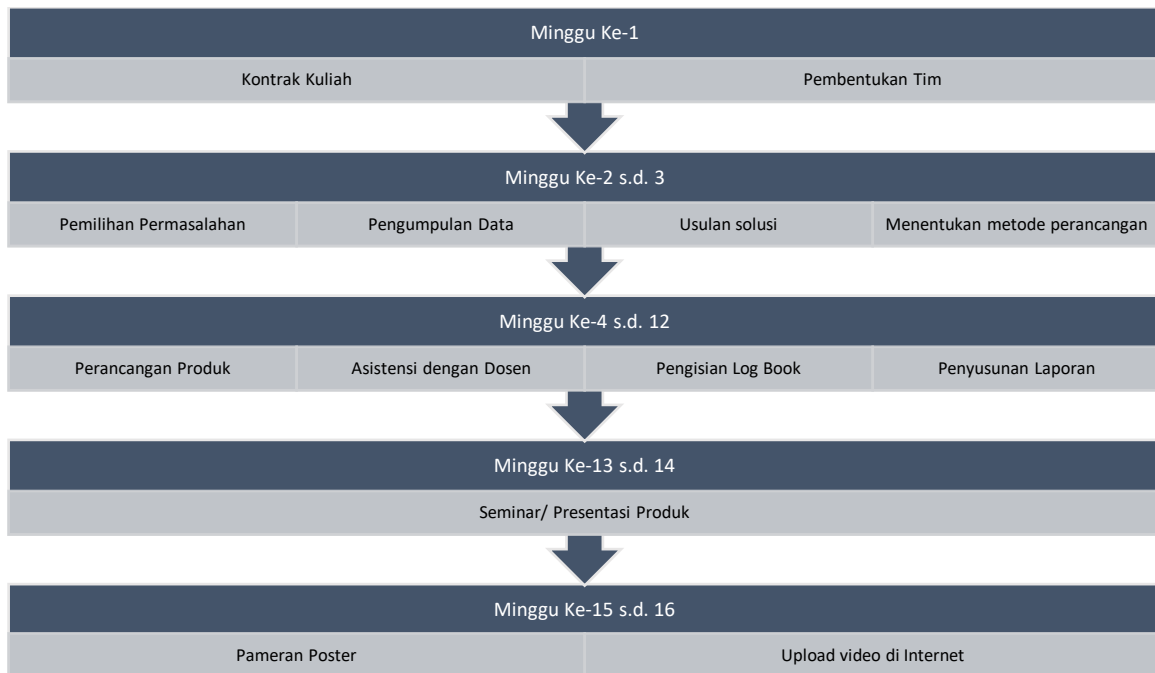 Minggu Ke-1
Kontrak Kuliah
Pembentukan Tim
Minggu Ke-2 s.d. 3
Pemilihan Permasalahan
Pengumpulan Data
Usulan solusi
Menentukan metode perancangan
Minggu Ke-4 s.d. 12
Perancangan Produk
Asistensi dengan Dosen
Pengisian Log Book
Penyusunan Laporan
Minggu Ke-13 s.d. 14
Seminar/ Presentasi Produk
Minggu Ke-15 s.d. 16
Pameran Poster
Upload video di Internet